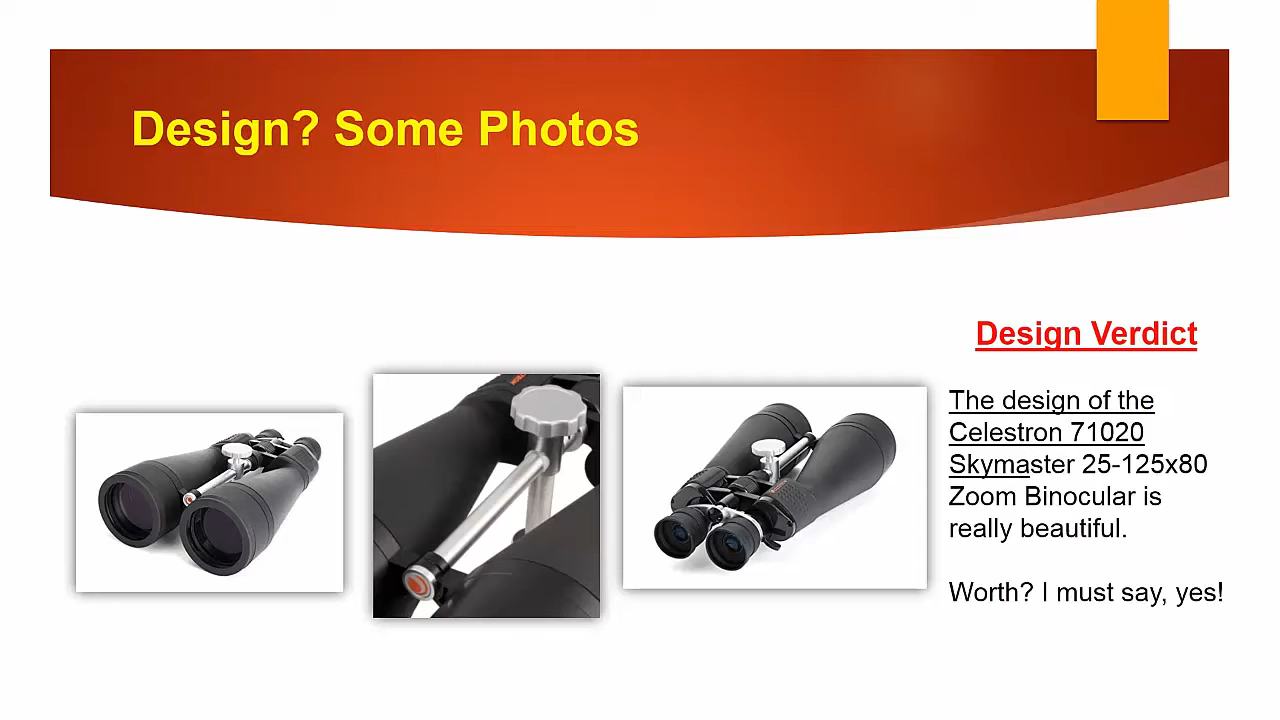 Design? Some Photos
Design Verdict
The design of the
Celestron 71020
Skymaster 25-125x80
Zoom Binocular is
really beautiful.
Worth? I must say, yes!